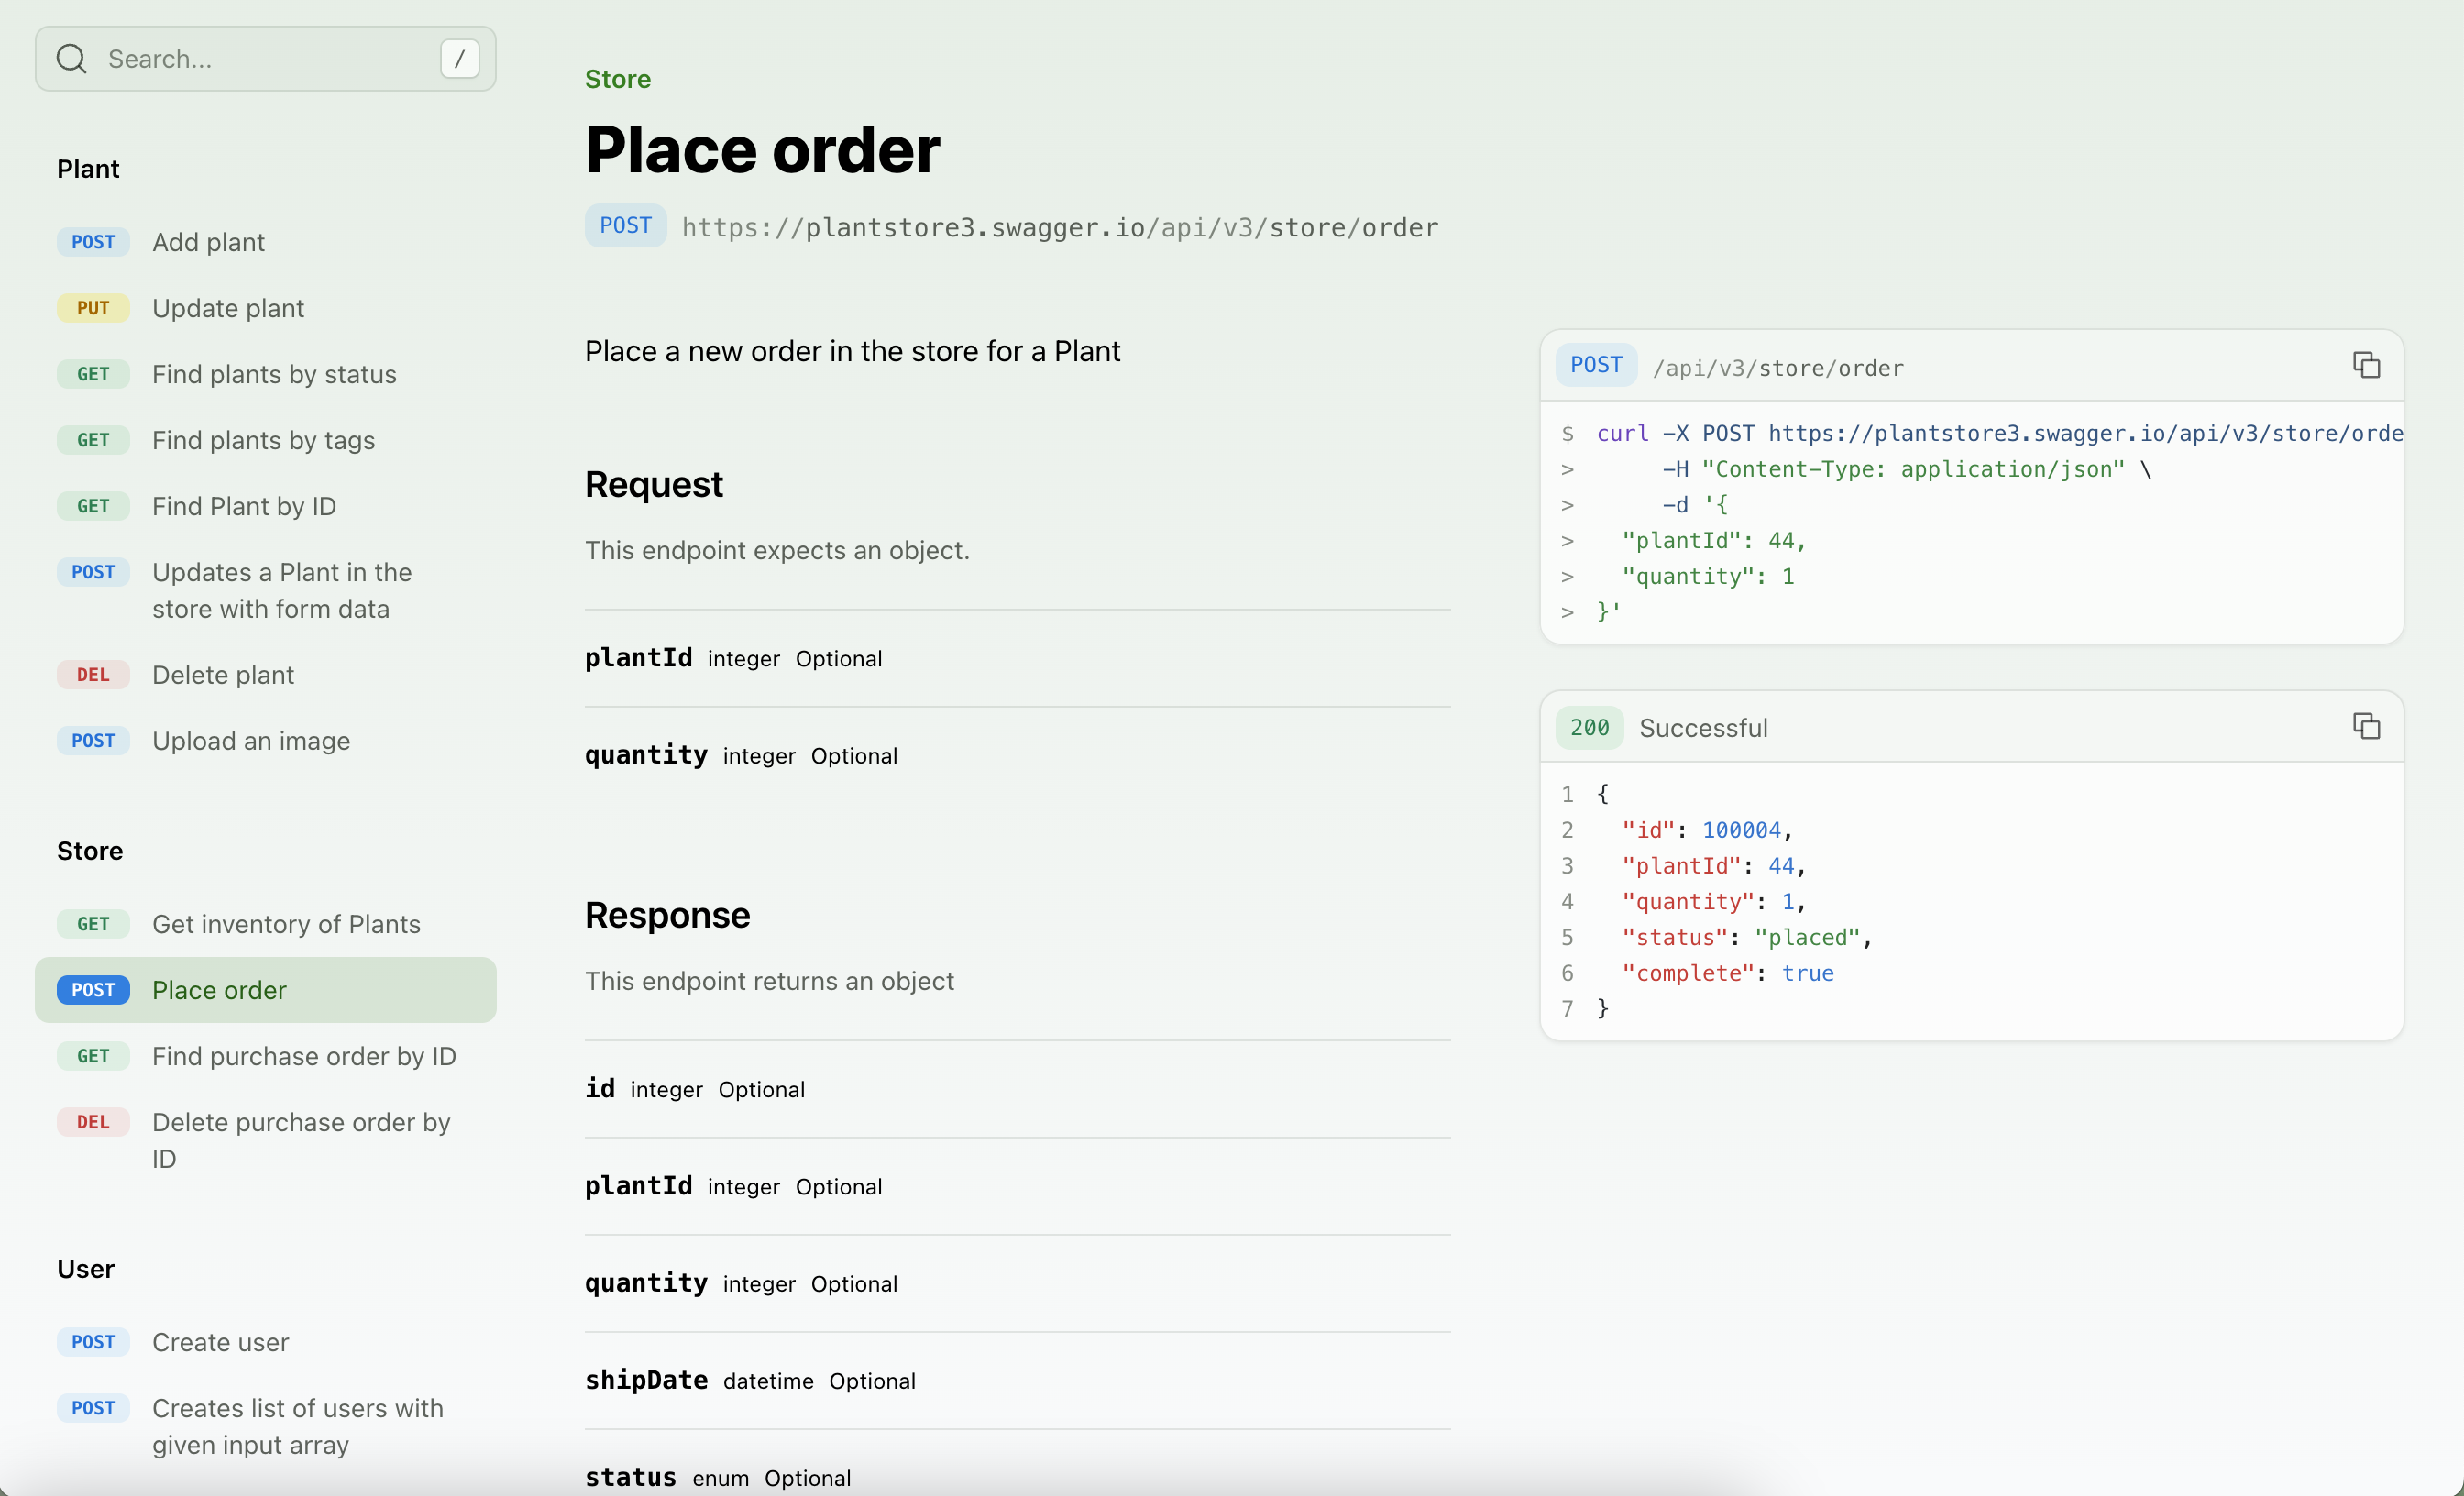 Search...
/
Plant
POST Add plant
PUT Update plant
GET Find plants by status
GET Find plants by tags
GET Find Plant by ID
POST Updates a Plant in the
store with form data
DEL Delete plant
POST Upload an image
Store
GET Get inventory of Plants
POST Place order
GET Find purchase order by ID
DEL Delete purchase order by
ID
User
POST Create user
POST Creates list of users with
given input array
Store
Place order
POST https://plantstore3.swagger.io/api/v3/store/order
Place a new order in the store for a Plant
Request
This endpoint expects an object.
plantId integer Optional
quantity integer Optional
Response
This endpoint returns an object
id integer Optional
plantId integer Optional
quantity integer Optional
shipDate datetime Optional
status enum Optional
POST /api/v3/store/order
$ curl -X POST https://plantstore3.swagger.io/api/v3/store/orde
> -H "Content-Type: application/json" \
> -d '{
> "plantId": 44,
> "quantity": 1
> }'
200 Successful
1 {
2 "id": 100004,
3 "plantId": 44,
4 "quantity": 1,
5 "status": "placed",
6 "complete": true
7 }